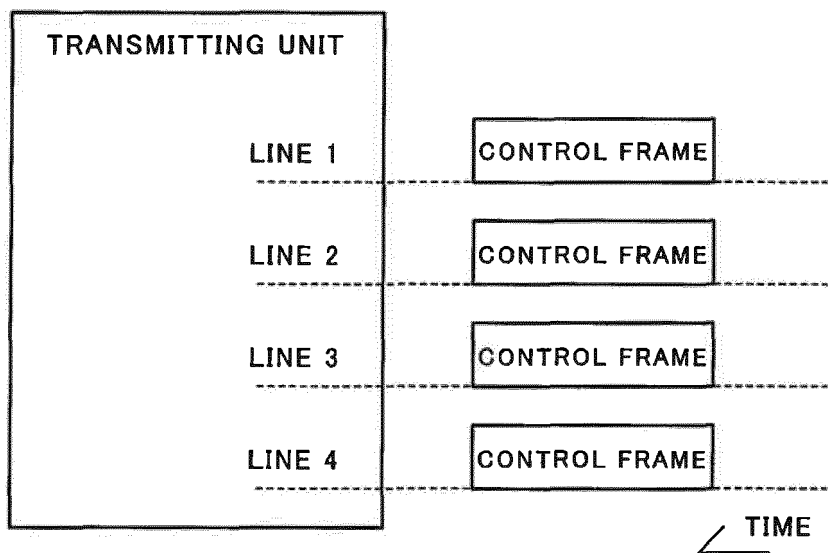 TRANSMITTING UNIT
LINE 1 CONTROL FRAME
LINE 2 CONTROL FRAME
LINE 3 CONTROL FRAME
LINE 4 CONTROL FRAME
TIME